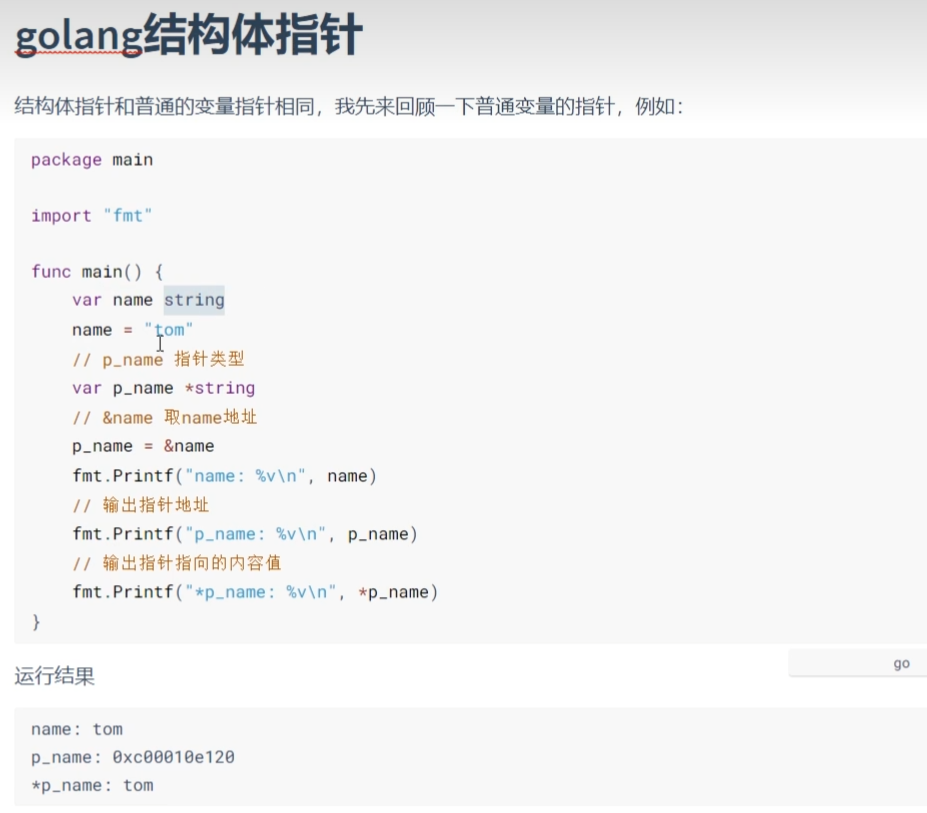 golang结构体指针
结构体指针和普通的变量指针相同，我先来回顾一下普通变量的指针，例如：
package main
import "fmt"
func main() {
    var name string
    name = "tom"
    // p_name 指针类型
    var p_name *string
    // &name 取name地址
    p_name = &name
    fmt.Printf("name: %v\n", name)
    // 输出指针地址
    fmt.Printf("p_name: %v\n", p_name)
    // 输出指针指向的内容值
    fmt.Printf("*p_name: %v\n", *p_name)
}
go
运行结果
name: tom
p_name: 0xc00010e120
*p_name: tom